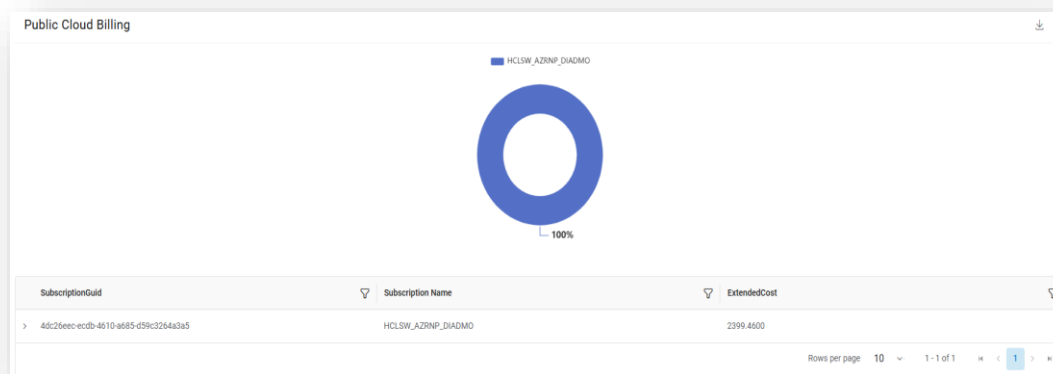 Public Cloud Billing
HCLSW_AZRNP_DIADMO
100%
SubscriptionGuid Subscription Name ExtendedCost
4dc26eec-ecdb-4610-a685-d59c3264a3a5 HCLSW_AZRNP_DIADMO 2399.4600
Rows per page 10 1 - 1 of 1 1